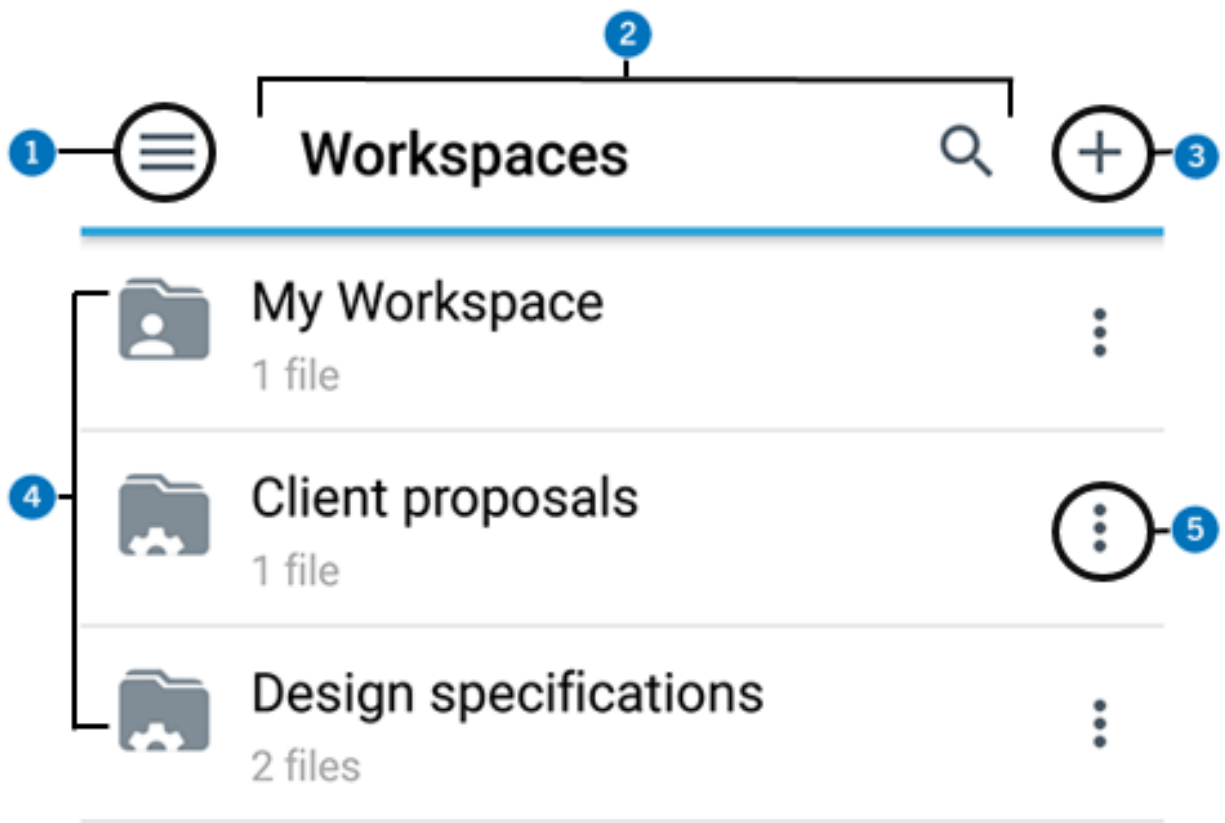 2
1
Workspaces
3
My Workspace
1 file
4
Client proposals
5
1 file
Design specifications
2 files